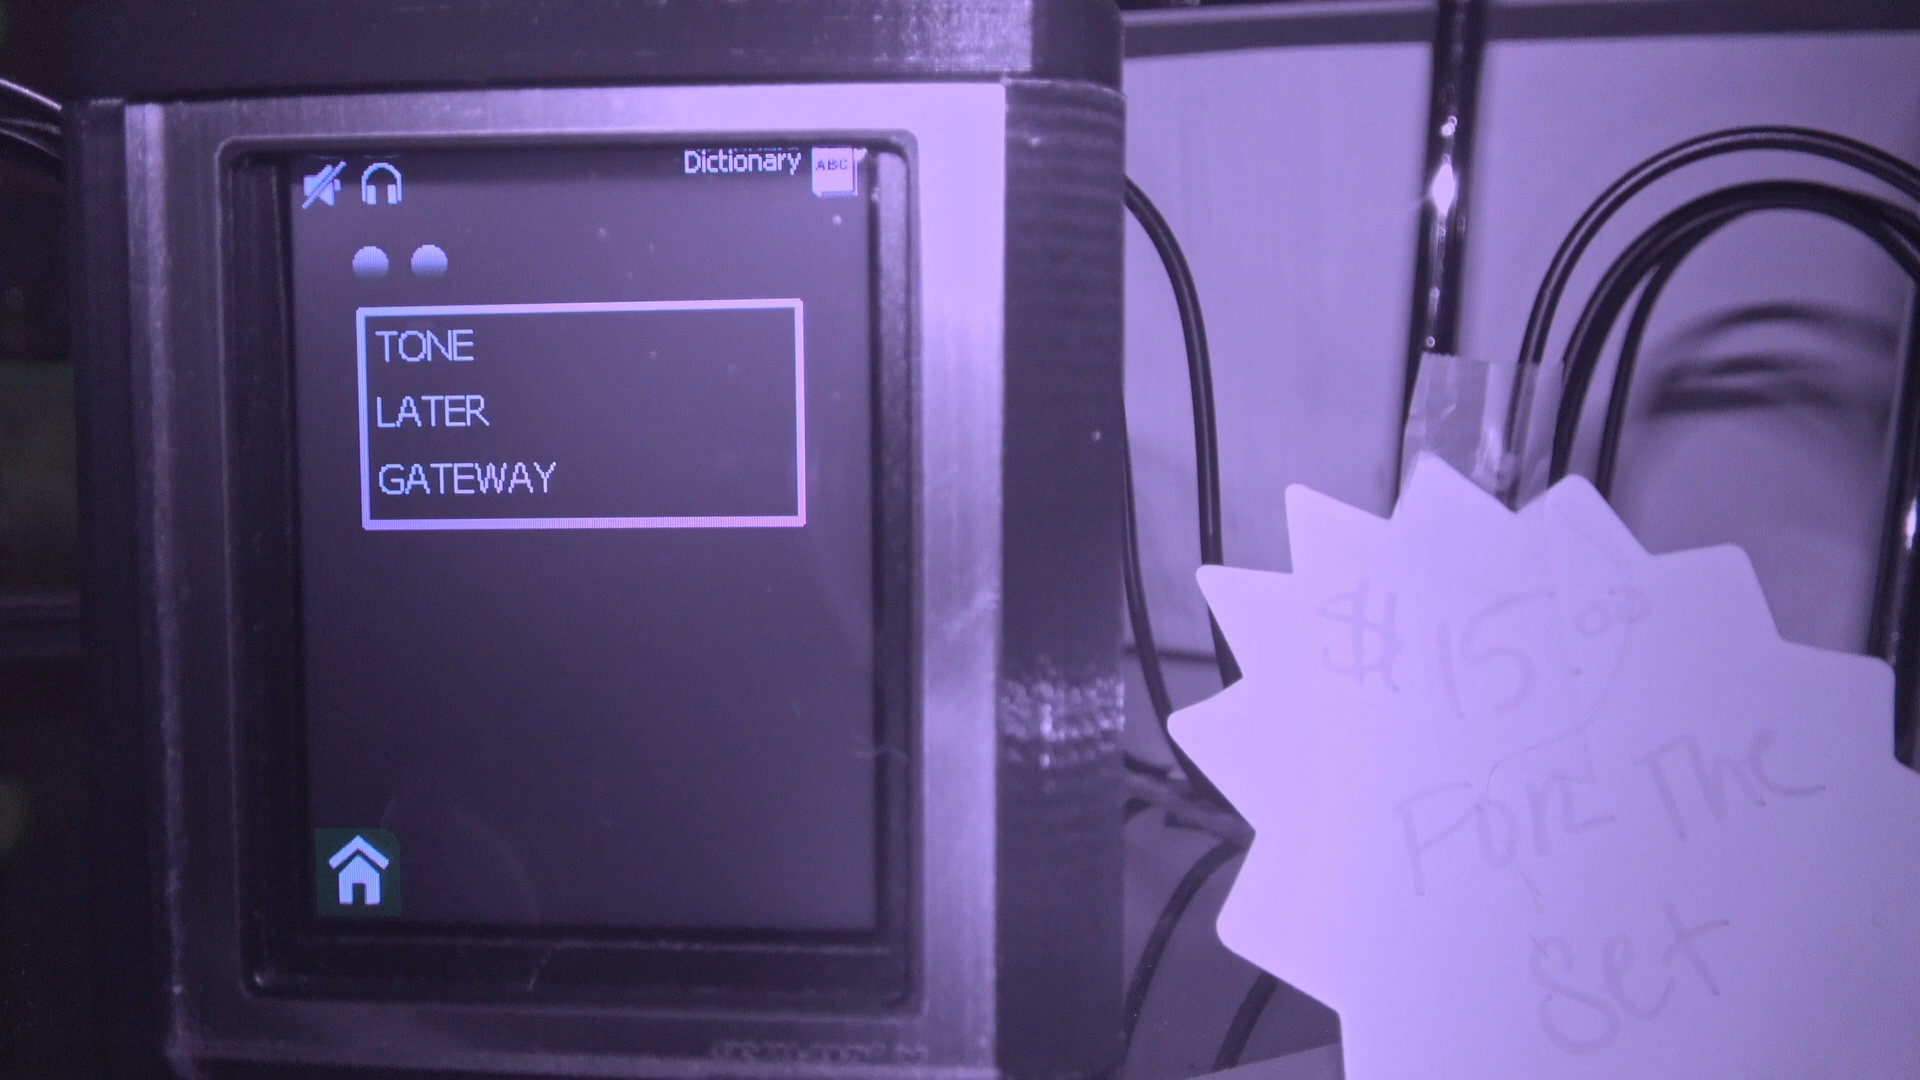 Dictionary
ABC
TONE
LATER
GATEWAY
$15.00
FOR The
Set